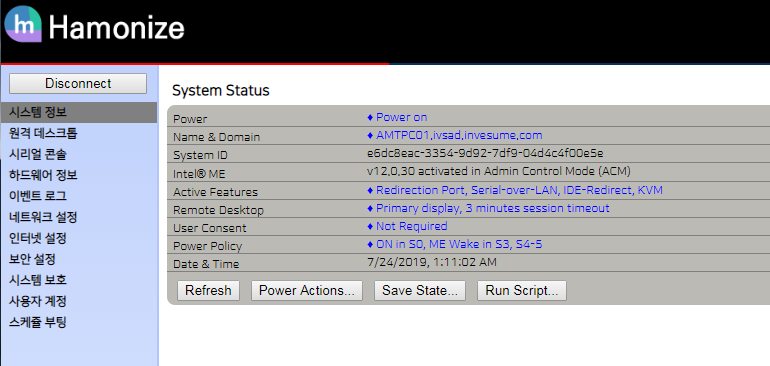 Hamonize
Disconnect
시스템 정보
원격 데스크톱
시리얼 콘솔
하드웨어 정보
이벤트 로그
네트워크 설정
인터넷 설정
보안 설정
시스템 보호
사용자 계정
스케쥴 부팅
System Status
Power ♦ Power on
Name & Domain ♦ AMTPC01.ivsad.invesume.com
System ID e6dc8eac-3354-9d92-7df9-04d4c4f00e5e
Intel® ME v12.0.30 activated in Admin Control Mode (ACM)
Active Features ♦ Redirection Port, Serial-over-LAN, IDE-Redirect, KVM
Remote Desktop ♦ Primary display, 3 minutes session timeout
User Consent ♦ Not Required
Power Policy ♦ ON in S0, ME Wake in S3, S4-5
Date & Time 7/24/2019, 1:11:02 AM
Refresh Power Actions... Save State... Run Script...